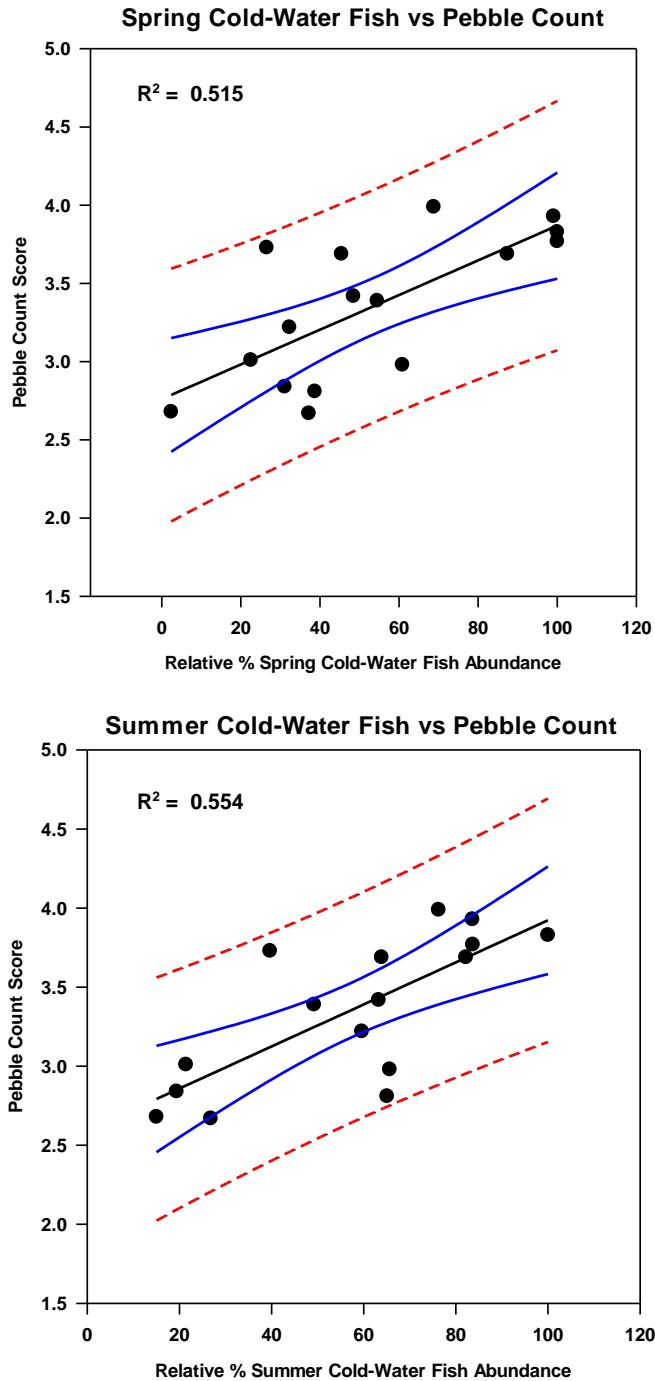 Spring Cold-Water Fish vs Pebble Count
R² = 0.515
Pebble Count Score
5.0
4.5
4.0
3.5
3.0
2.5
2.0
1.5
0 20 40 60 80 100 120
Relative % Spring Cold-Water Fish Abundance
Summer Cold-Water Fish vs Pebble Count
R² = 0.554
Pebble Count Score
5.0
4.5
4.0
3.5
3.0
2.5
2.0
1.5
0 20 40 60 80 100 120
Relative % Summer Cold-Water Fish Abundance